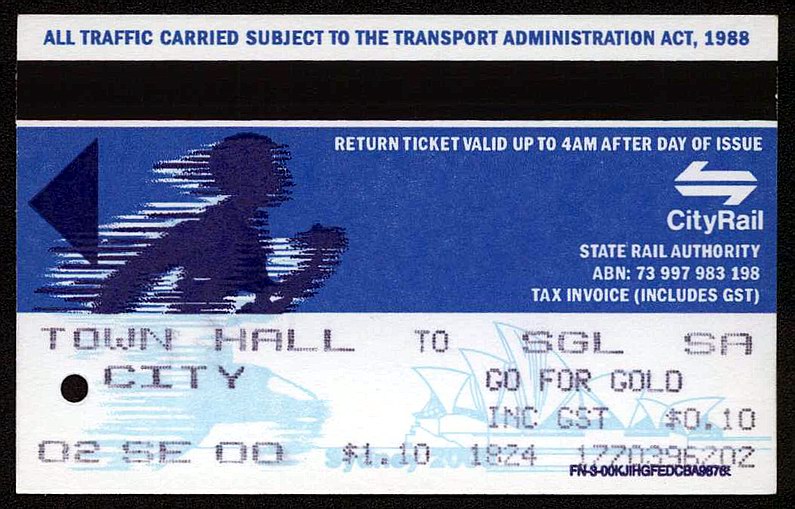 ALL TRAFFIC CARRIED SUBJECT TO THE TRANSPORT ADMINISTRATION ACT, 1988
RETURN TICKET VALID UP TO 4AM AFTER DAY OF ISSUE
CityRail
STATE RAIL AUTHORITY
ABN: 73 997 983 198
TAX INVOICE (INCLUDES GST)
TOWN HALL TO SGL SA
CITY GO FOR GOLD
INC GST $0.10
02 SE 00 $1.10 1824